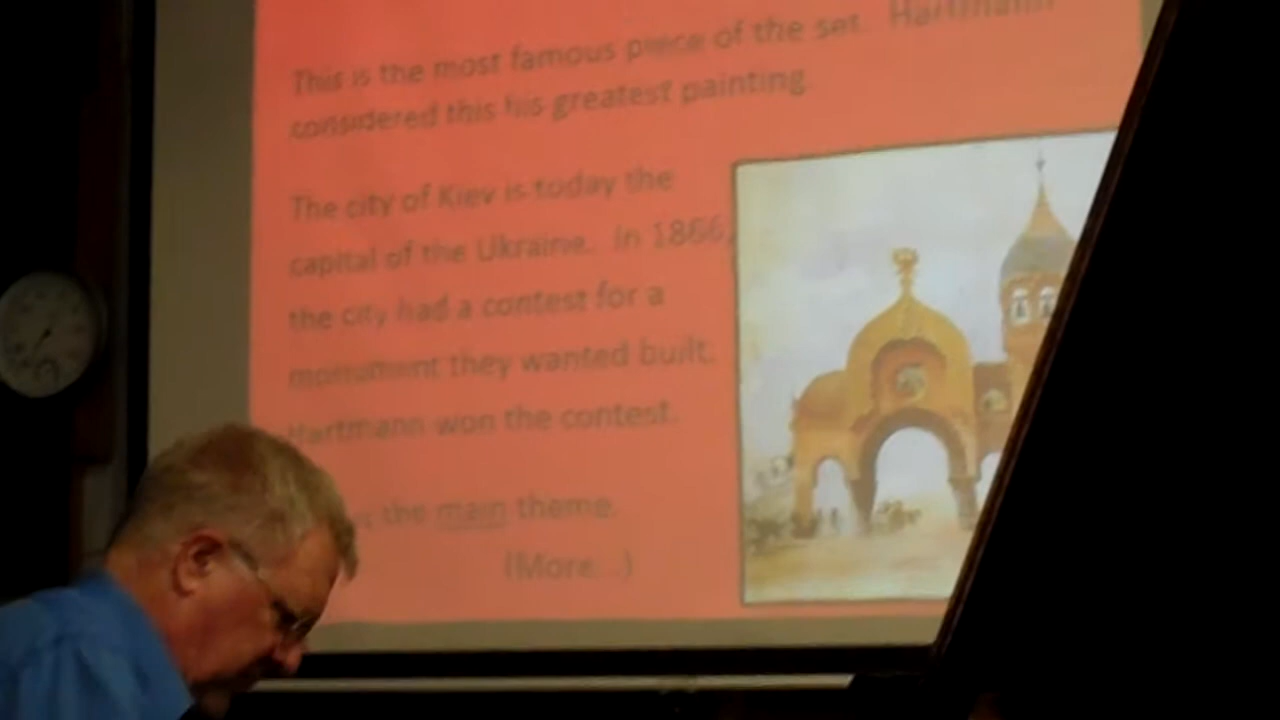 This is the most famous piece of the set. Hartmann
considered this his greatest painting.
The city of Kiev is today the
capital of the Ukraine. In 1866,
the city had a contest for a
monument they wanted built.
Hartmann won the contest.
the main theme.
(More...)